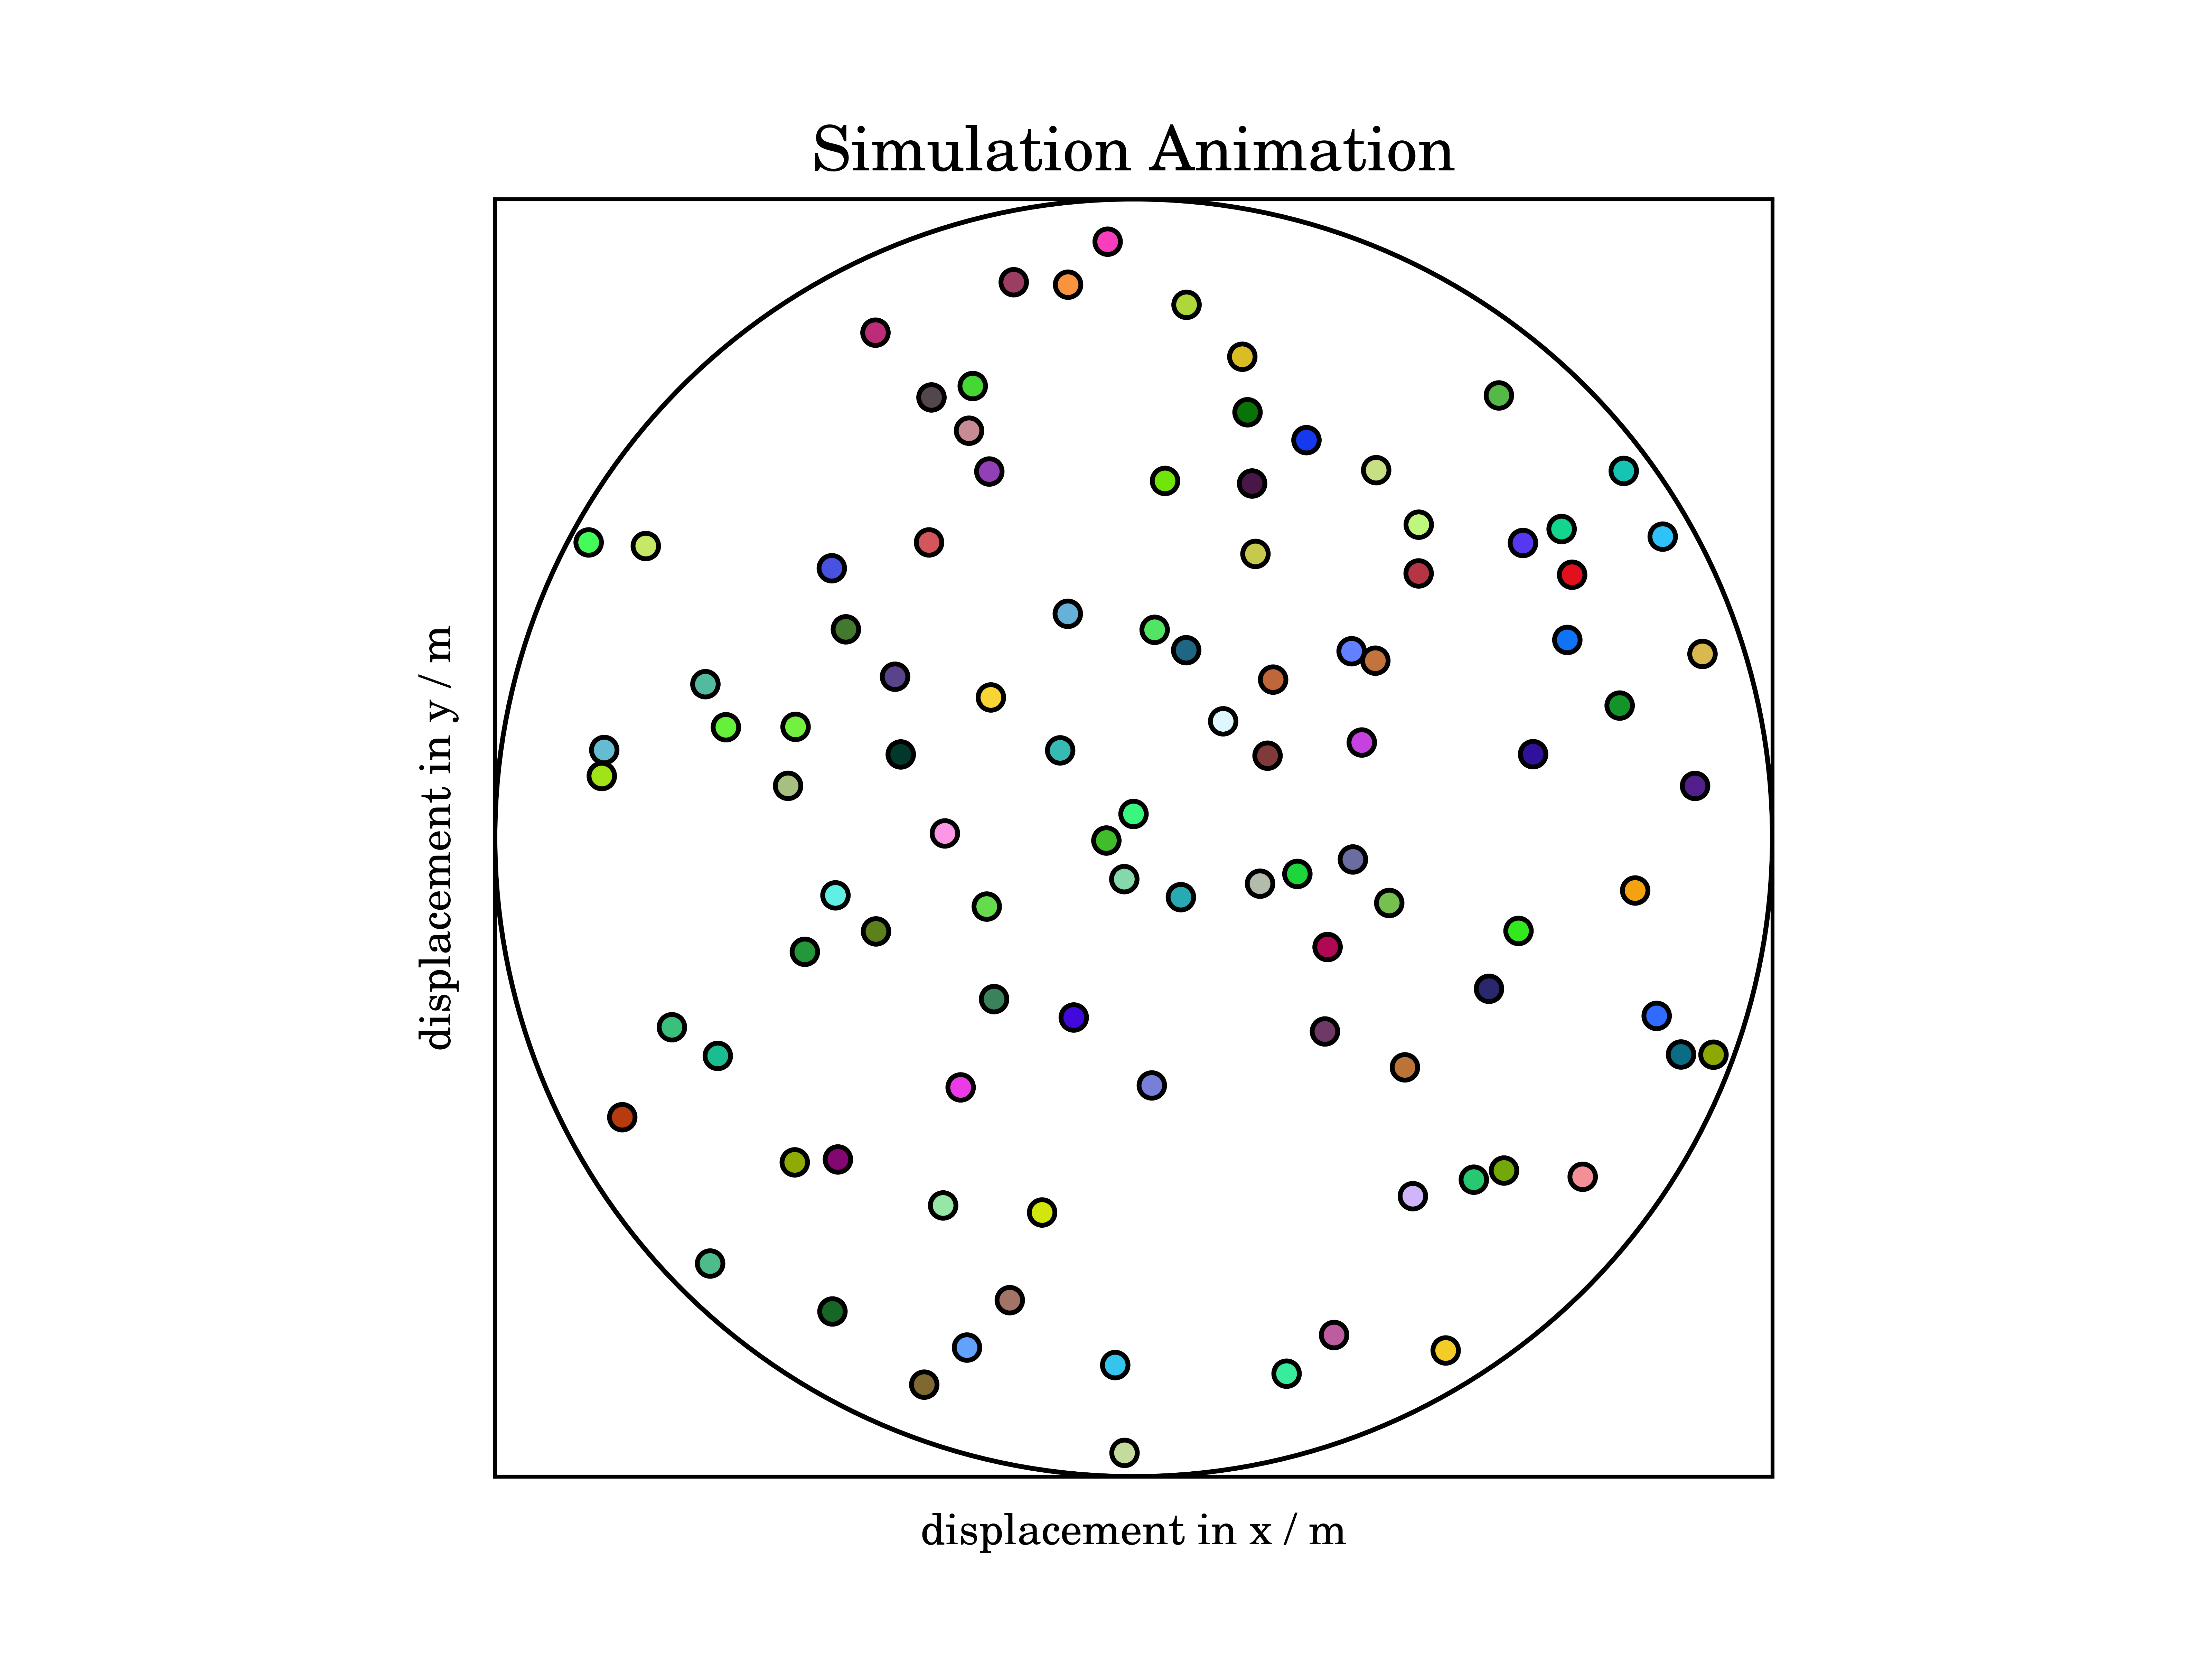 Simulation Animation
displacement in y / m
displacement in x / m